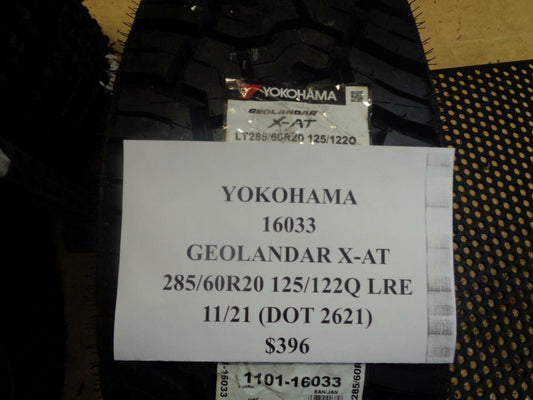 YOKOHAMA
GEOLANDAR
X-AT
LT285/60R20 125/122Q
YOKOHAMA
16033
GEOLANDAR X-AT
285/60R20 125/122Q LRE
11/21 (DOT 2621)
$396
1101-16033
-16033